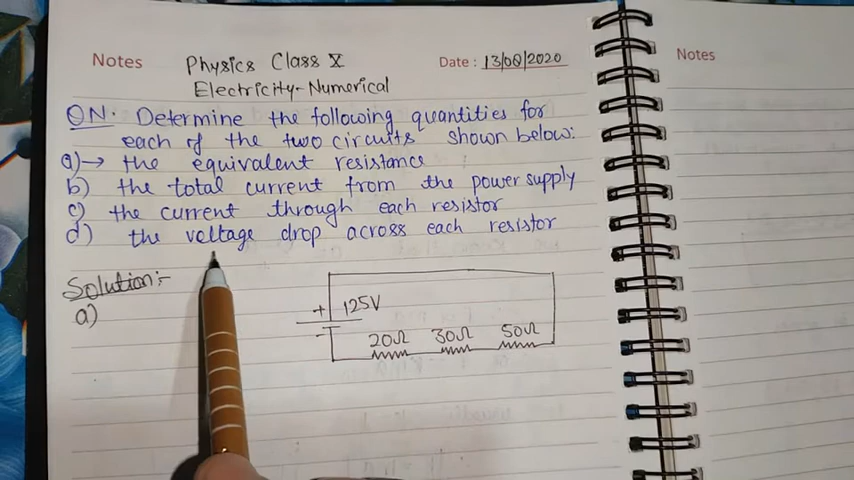 Notes
Physics Class X
Date : 13/08/2020
Notes
Electricity-Numerical
QN. Determine the following quantities for
each of the two circuits shown below:
a)→ the equivalent resistance
b) the total current from the power supply
c) the current through each resistor
d) the voltage drop across each resistor
Solution:-
a)
+ 125V
-
20Ω 30Ω 50Ω